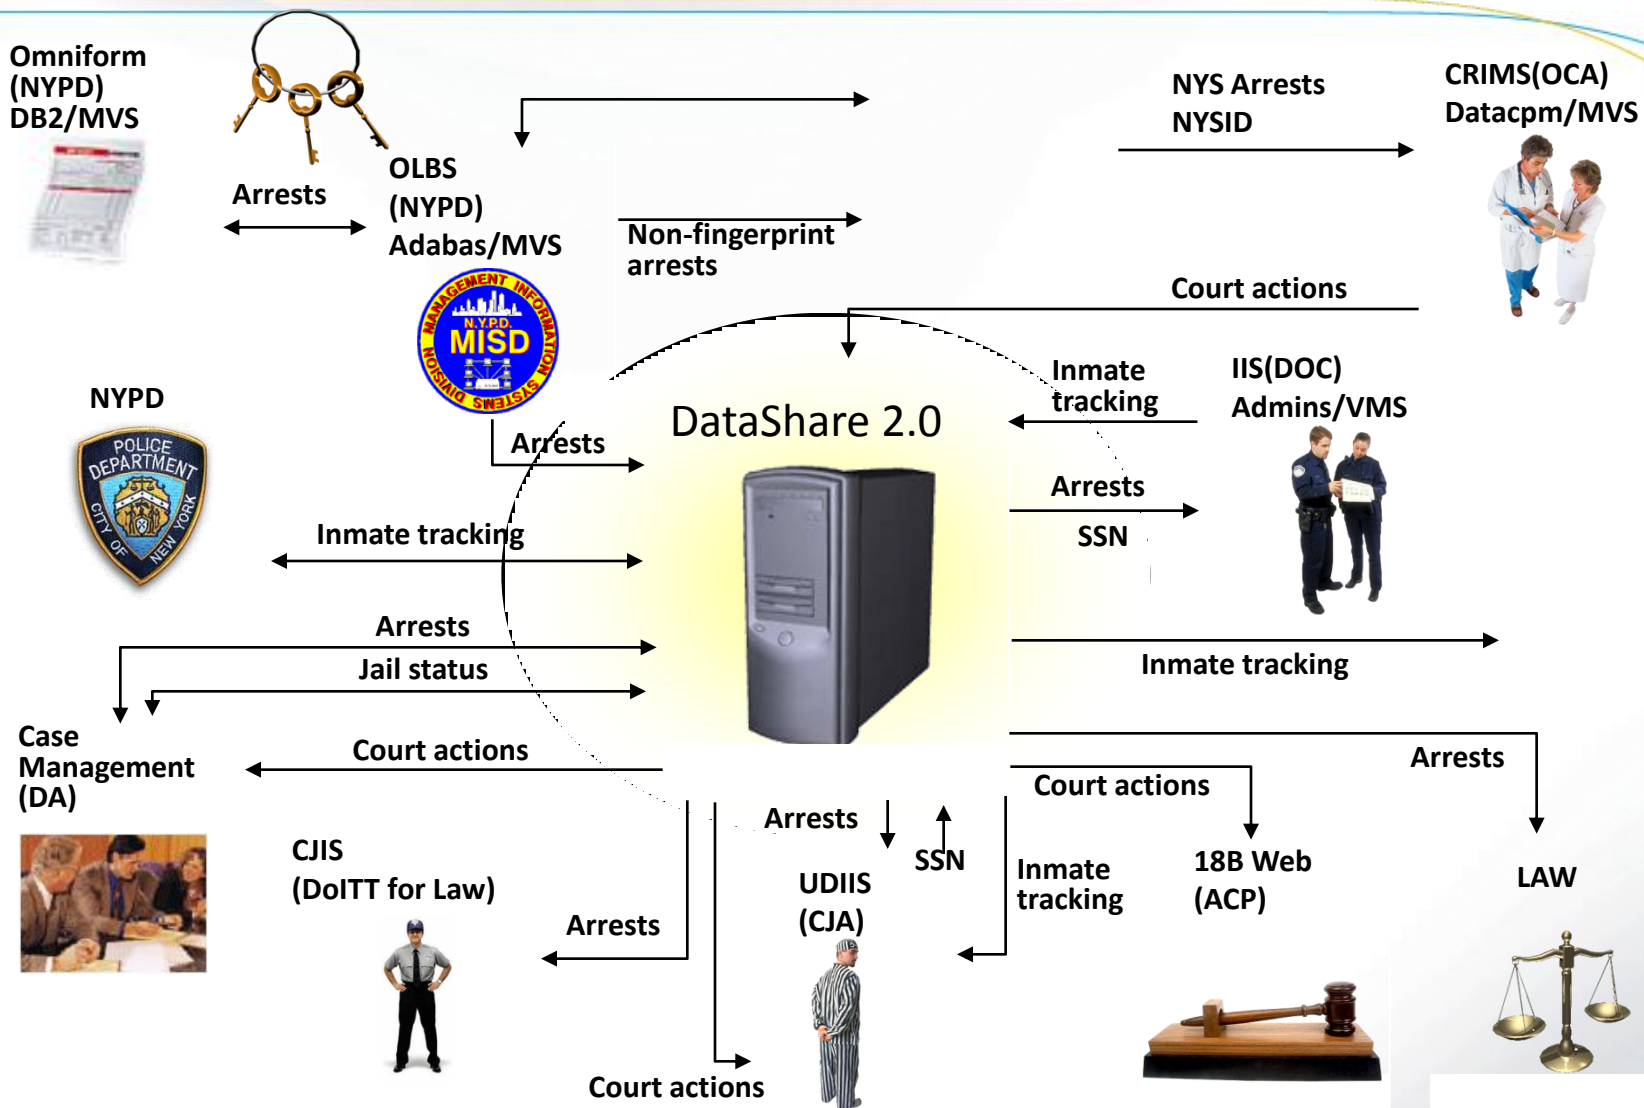 Omniform
(NYPD)
DB2/MVS
Arrests
OLBS
(NYPD)
Adabas/MVS
NYS Arrests
NYSID
CRIMS(OCA)
Datacpm/MVS
Non-fingerprint
arrests
MANAGEMENT INFORMATION SYSTEMS DIVISION
N.Y.P.D.
MISD
Court actions
Inmate
tracking
IIS(DOC)
Admins/VMS
NYPD
POLICE
DEPARTMENT
CITY OF NEW YORK
Arrests
DataShare 2.0
Arrests
SSN
Inmate tracking
Arrests
Jail status
Inmate tracking
Case
Management
(DA)
Court actions
Court actions
Arrests
Arrests
SSN
Inmate
tracking
CJIS
(DoITT for Law)
Arrests
UDIIS
(CJA)
18B Web
(ACP)
LAW
Court actions